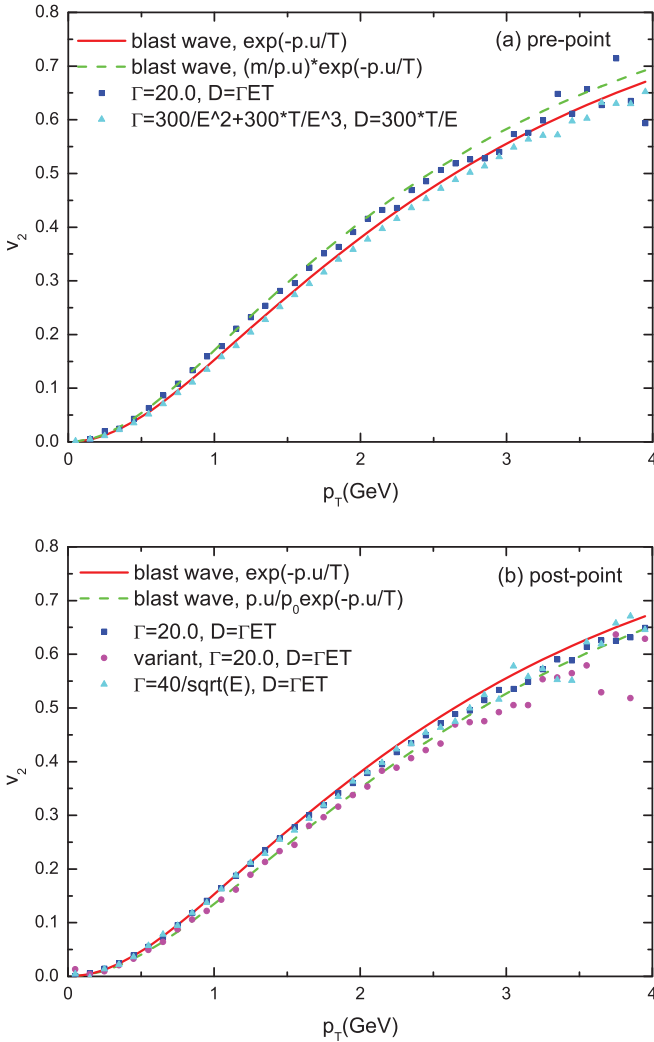 0.8
blast wave, exp(-p.u/T)
(a) pre-point
0.7
blast wave, (m/p.u)*exp(-p.u/T)
Γ=20.0, D=ΓET
0.6
Γ=300/E^2+300*T/E^3, D=300*T/E
0.5
v2
0.4
0.3
0.2
0.1
0.0
0 1 2 3 4
pT(GeV)
0.8
blast wave, exp(-p.u/T)
(b) post-point
0.7
blast wave, p.u/p0exp(-p.u/T)
Γ=20.0, D=ΓET
0.6
variant, Γ=20.0, D=ΓET
Γ=40/sqrt(E), D=ΓET
0.5
v2
0.4
0.3
0.2
0.1
0.0
0 1 2 3 4
pT(GeV)